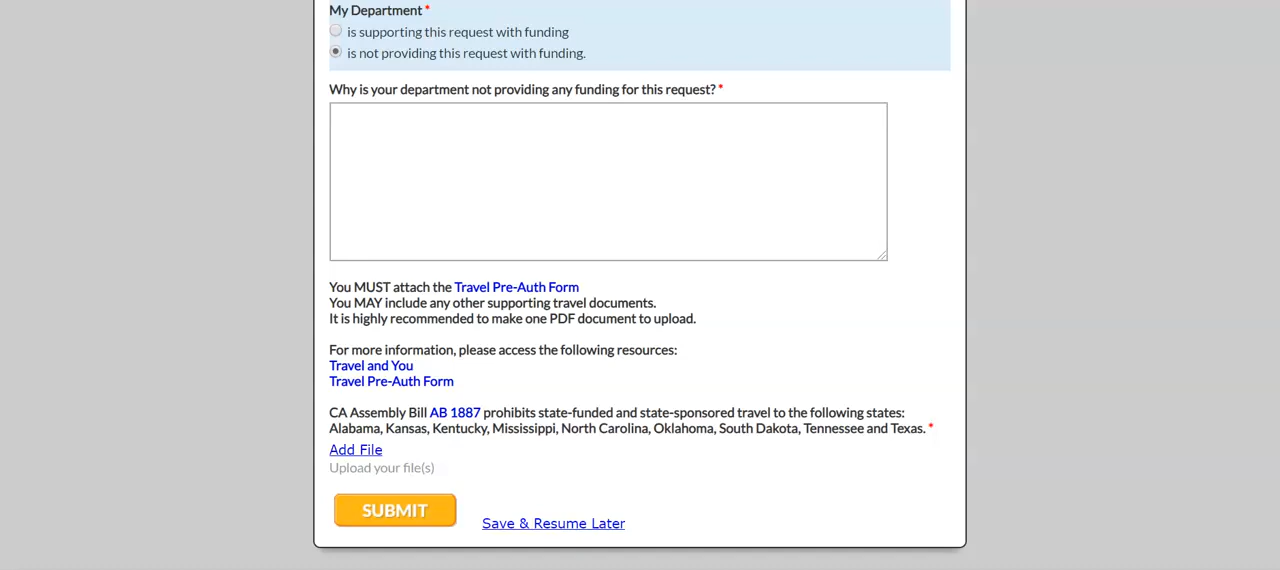 My Department *
is supporting this request with funding
is not providing this request with funding.
Why is your department not providing any funding for this request? *
You MUST attach the Travel Pre-Auth Form
You MAY include any other supporting travel documents.
It is highly recommended to make one PDF document to upload.
For more information, please access the following resources:
Travel and You
Travel Pre-Auth Form
CA Assembly Bill AB 1887 prohibits state-funded and state-sponsored travel to the following states:
Alabama, Kansas, Kentucky, Mississippi, North Carolina, Oklahoma, South Dakota, Tennessee and Texas. *
Add File
Upload your file(s)
SUBMIT
Save & Resume Later